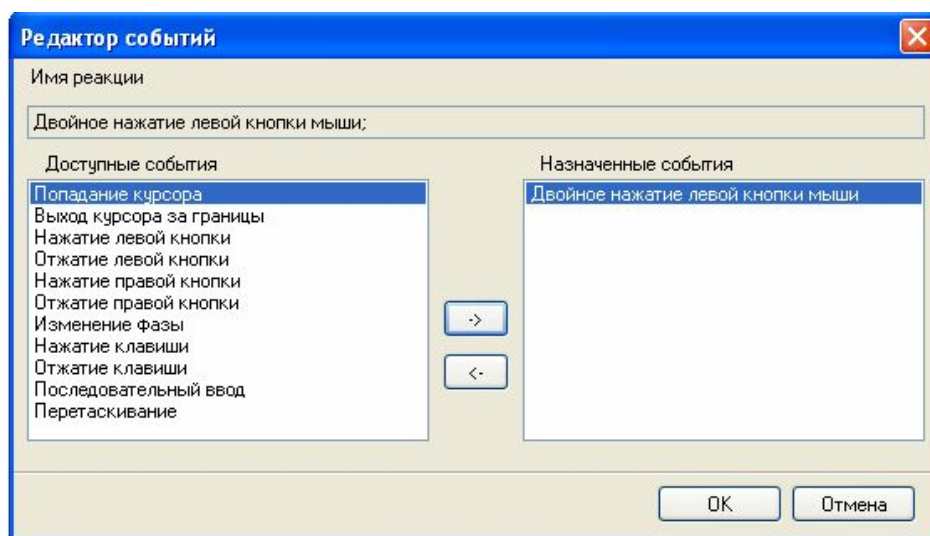 Редактор событий
Имя реакции
Двойное нажатие левой кнопки мыши;
Доступные события
Попадание курсора
Выход курсора за границы
Нажатие левой кнопки
Отжатие левой кнопки
Нажатие правой кнопки
Отжатие правой кнопки
Изменение фазы
Нажатие клавиши
Отжатие клавиши
Последовательный ввод
Перетаскивание
->
<-
Назначенные события
Двойное нажатие левой кнопки мыши
OK
Отмена